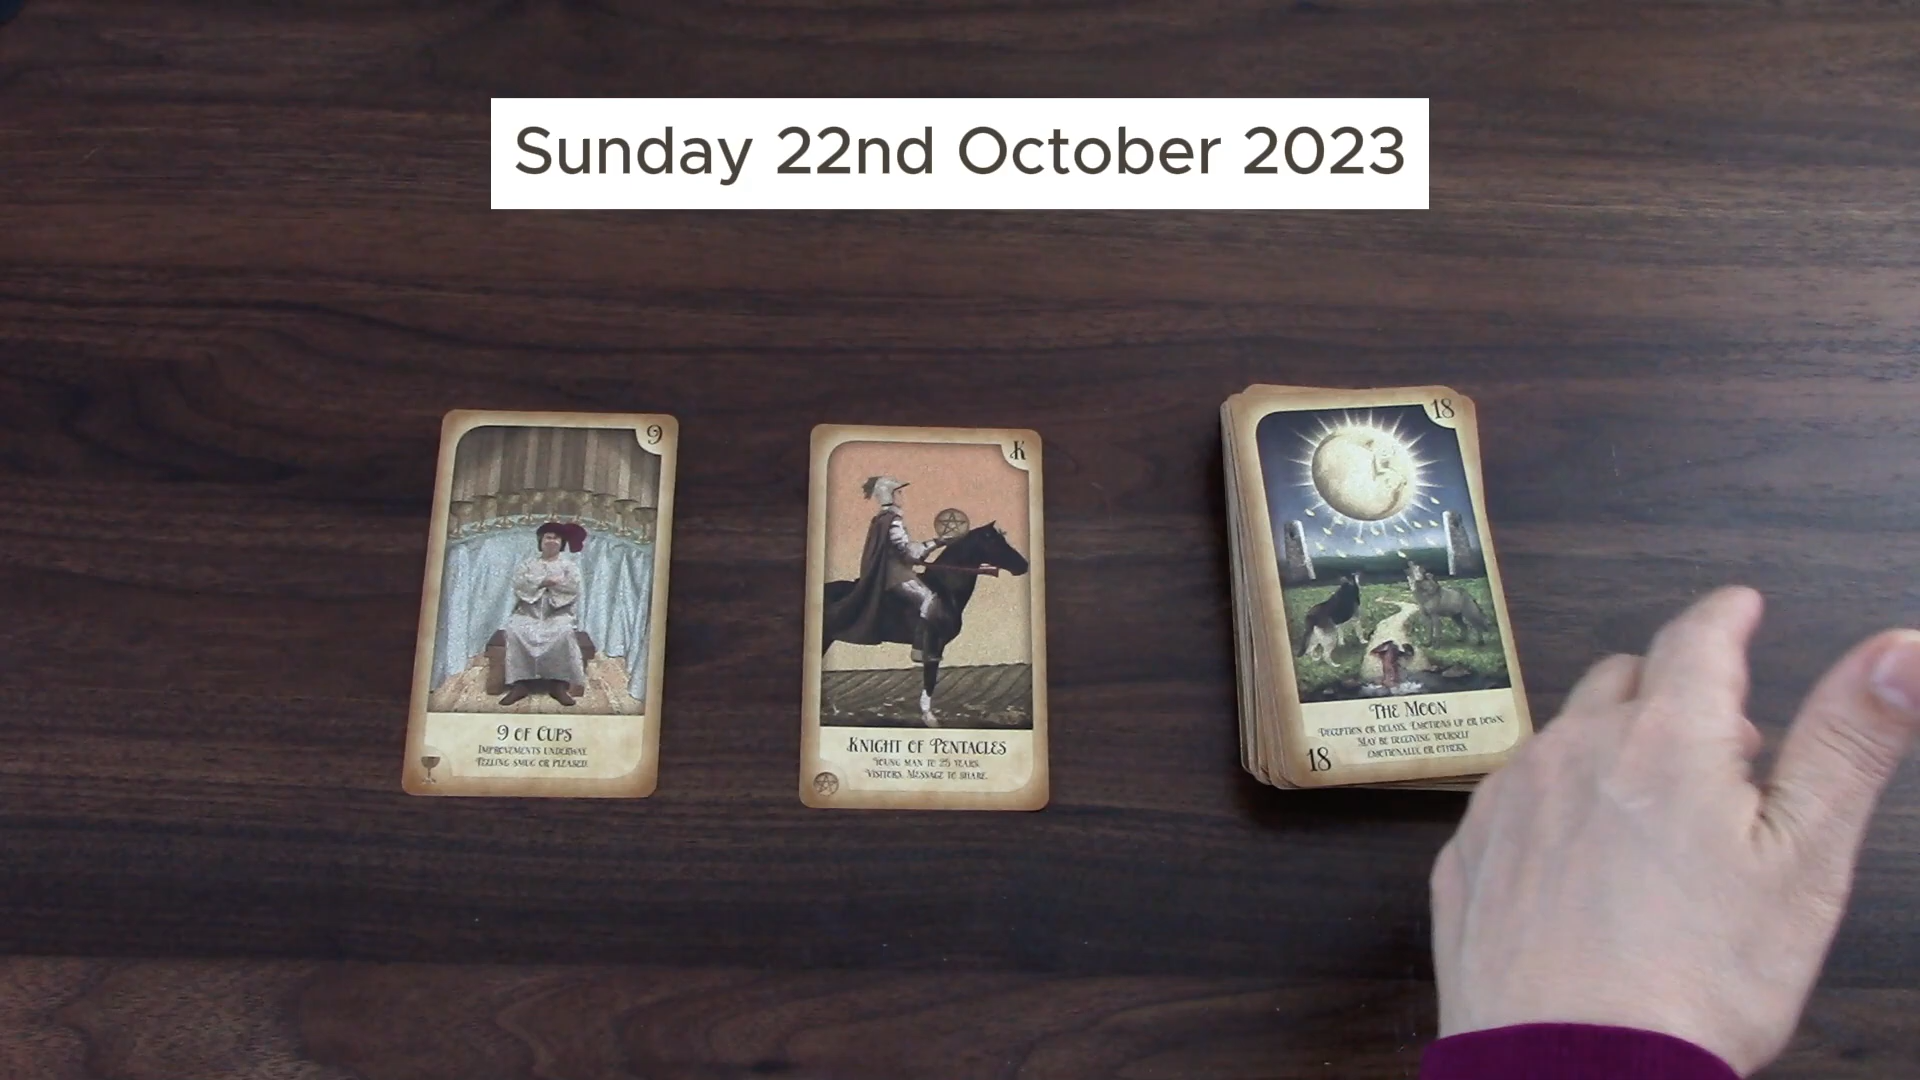 Sunday 22nd October 2023
9
9 of Cups
Improvements underway.
Feeling smug or pleased.
K
Knight of Pentacles
Young man to 25 years.
Visitors. Message to share.
18
The Moon
Deception or delays. Emotions up or down.
May be deceiving yourself
emotionally, or others.
18